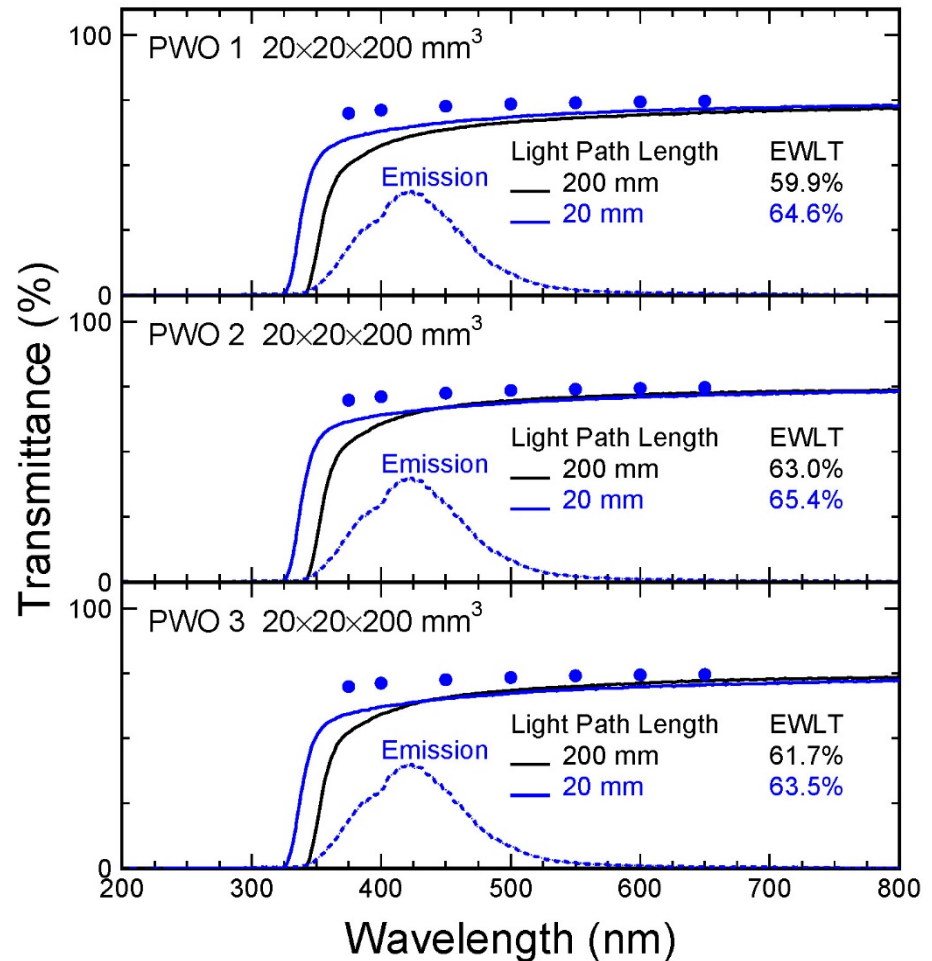 100
PWO 1 20×20×200 mm³
Light Path Length EWLT
Emission
200 mm 59.9%
20 mm 64.6%
0
100
PWO 2 20×20×200 mm³
Light Path Length EWLT
Emission
200 mm 63.0%
20 mm 65.4%
0
100
PWO 3 20×20×200 mm³
Light Path Length EWLT
Emission
200 mm 61.7%
20 mm 63.5%
0
200 300 400 500 600 700 800
Wavelength (nm)
Transmittance (%)